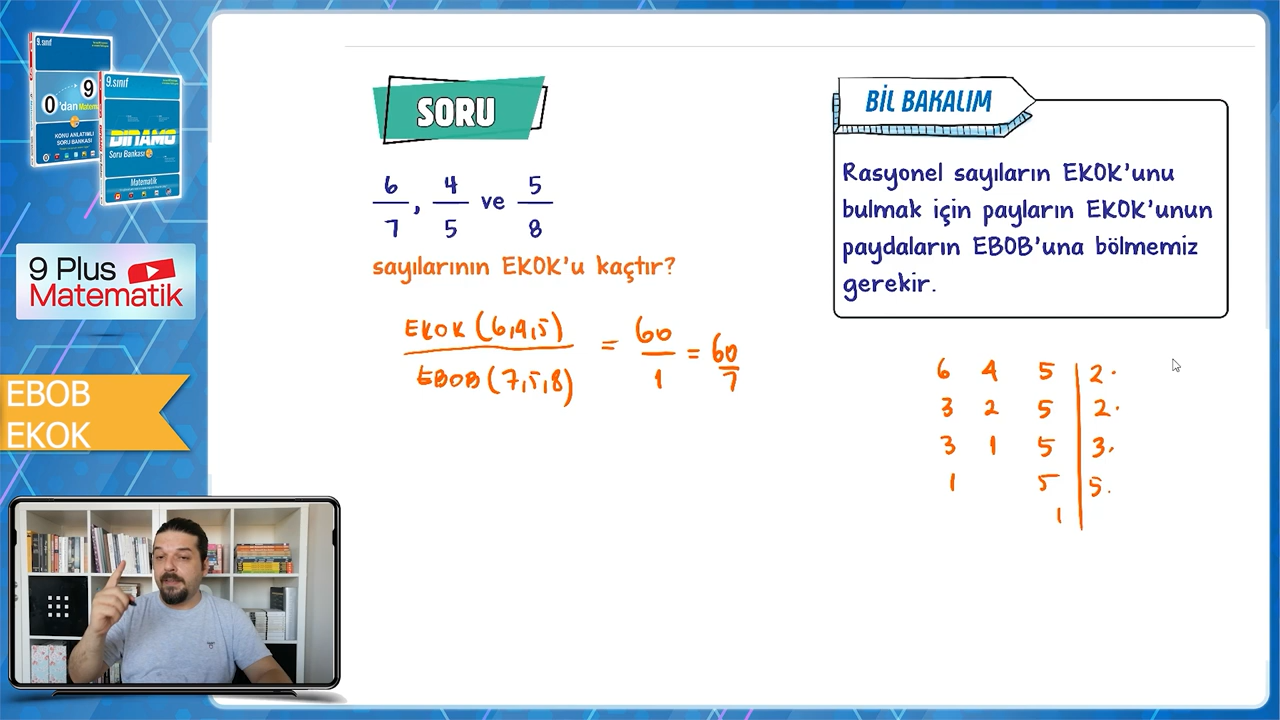 9.sınıf
0'dan 9 Matematik
KONU ANLATIMLI
SORU BANKASI
9.sınıf
DİNAMO
Soru Bankası
Matematik
9 Plus
Matematik
EBOB
EKOK
SORU
6/7, 4/5 ve 5/8
sayılarının EKOK'u kaçtır?
EKOK(6,4,5) / EBOB(7,5,8) = 60/1 = 60/7
BİL BAKALIM
Rasyonel sayıların EKOK'unu
bulmak için payların EKOK'unun
paydaların EBOB'una bölmemiz
gerekir.
6 4 5 | 2.
3 2 5 | 2.
3 1 5 | 3.
1 5 | 5.
1